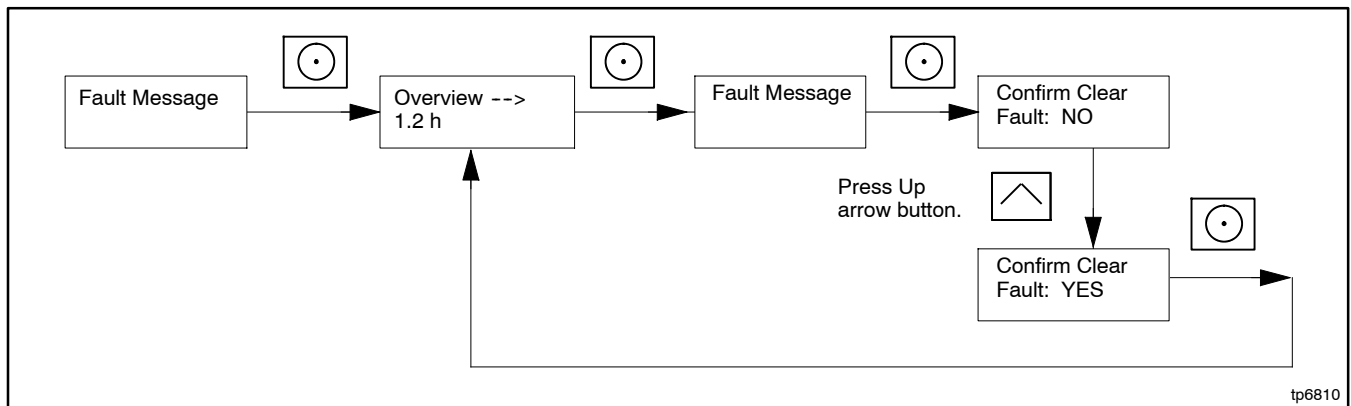 Fault Message
Overview -->
1.2 h
Fault Message
Confirm Clear
Fault: NO
Press Up
arrow button.
Confirm Clear
Fault: YES
tp6810